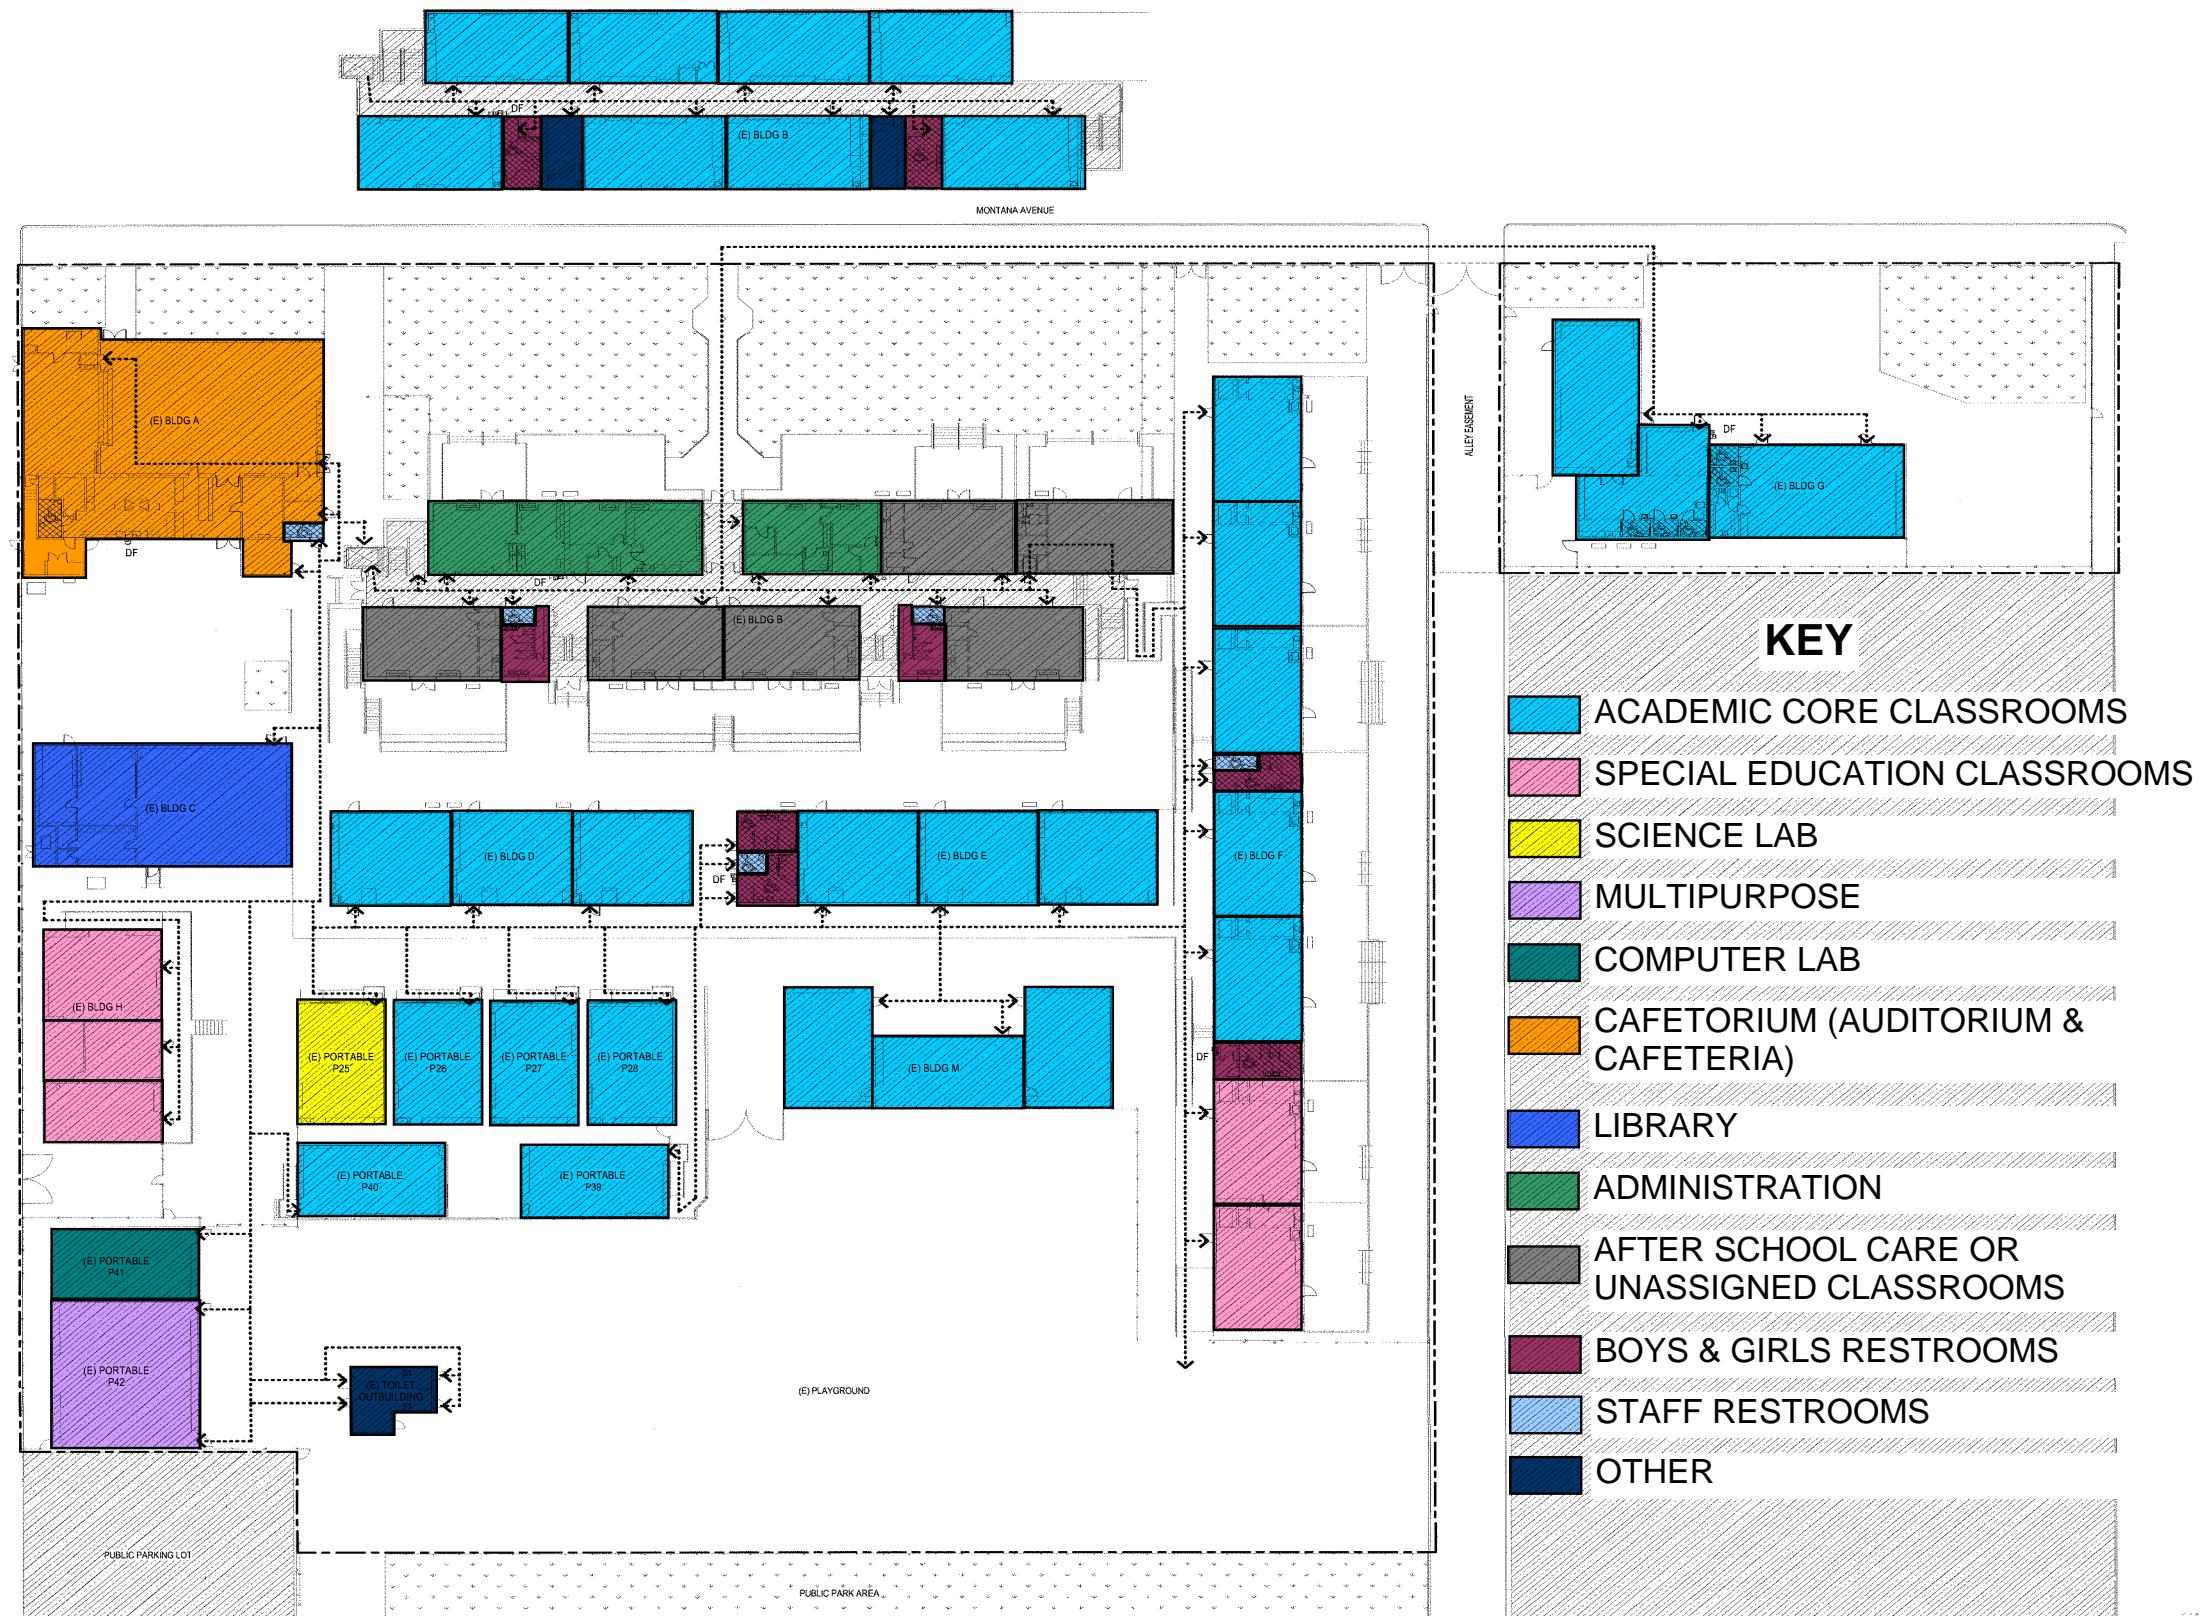 DF
(E) BLDG B
MONTANA AVENUE
(E) BLDG A
DF
DF
(E) BLDG B
ALLEY EASEMENT
DF
(E) BLDG G
KEY
ACADEMIC CORE CLASSROOMS
SPECIAL EDUCATION CLASSROOMS
SCIENCE LAB
MULTIPURPOSE
COMPUTER LAB
CAFETORIUM (AUDITORIUM &
CAFETERIA)
LIBRARY
ADMINISTRATION
AFTER SCHOOL CARE OR
UNASSIGNED CLASSROOMS
BOYS & GIRLS RESTROOMS
STAFF RESTROOMS
OTHER
(E) BLDG C
(E) BLDG D
DF
(E) BLDG E
(E) BLDG F
(E) BLDG H
(E) PORTABLE
P25
(E) PORTABLE
P26
(E) PORTABLE
P27
(E) PORTABLE
P28
(E) BLDG M
DF
(E) PORTABLE
P40
(E) PORTABLE
P39
(E) PORTABLE
P41
(E) PORTABLE
P42
(E) TOILET
OUTBUILDING
(E) PLAYGROUND
PUBLIC PARKING LOT
PUBLIC PARK AREA